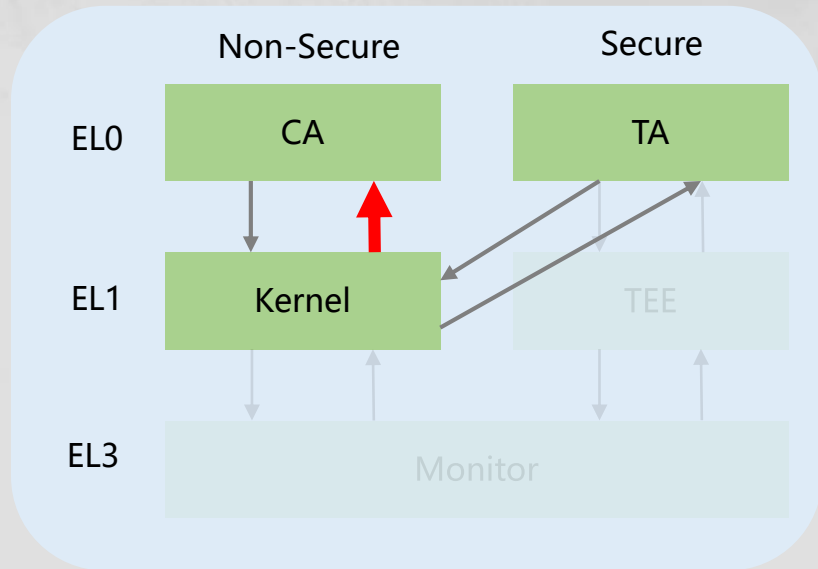 Non-Secure
Secure
EL0
CA
TA
EL1
Kernel
TEE
EL3
Monitor